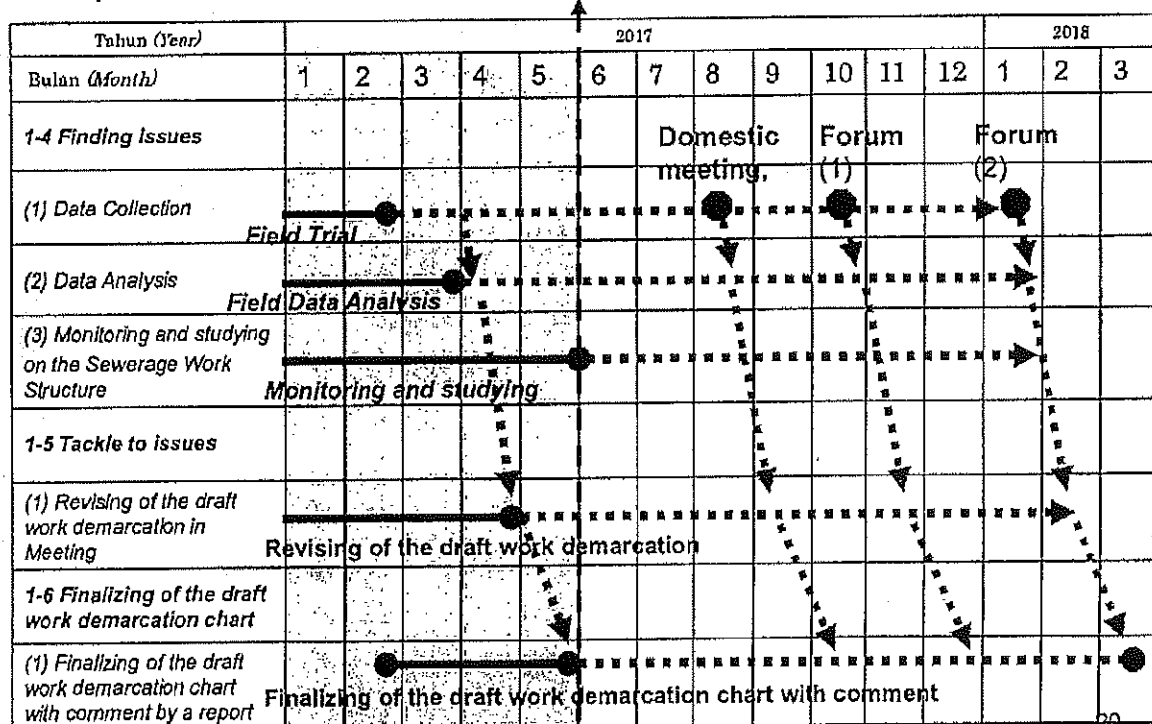 Tahun (Year) 2017 2018
Bulan (Month) 1 2 3 4 5 6 7 8 9 10 11 12 1 2 3
1-4 Finding issues
Domestic meeting,
Forum (1)
Forum (2)
(1) Data Collection
Field Trial
(2) Data Analysis
Field Data Analysis
(3) Monitoring and studying
on the Sewerage Work
Structure
Monitoring and studying
1-5 Tackle to issues
(1) Revising of the draft
work demarcation in
Meeting
Revising of the draft work demarcation
1-6 Finalizing of the draft
work demarcation chart
(1) Finalizing of the draft
work demarcation chart
with comment by a report
Finalizing of the draft work demarcation chart with comment